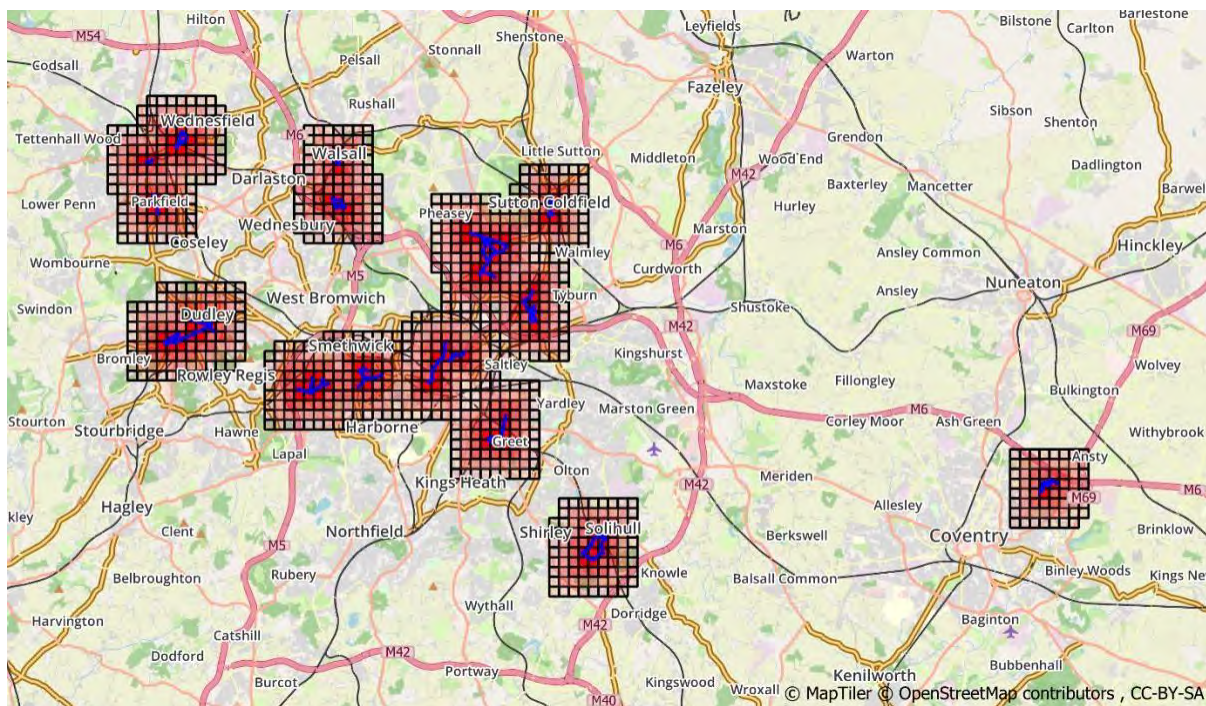 Hilton
Shenstone
Leyfields
Bilstone
Barlestone
Carlton
M54
Stonnall
Pelsall
Warton
Codsall
Fazeley
Rushall
Sibson
Shenton
Wednesfield
Tettenhall Wood
M6
Grendon
Walsall
Little Sutton
Middleton
Wood End
Dadlington
M42
Darlaston
Baxterley
Mancetter
Lower Penn
Parkfield
Sutton Coldfield
Hurley
Pheasey
Wednesbury
Marston
Coseley
Hinckley
Walmley
M6
Ansley Common
Wombourne
Curdworth
M5
Nuneaton
Ansley
West Bromwich
Tyburn
Swindon
Shustoke
Dudley
M42
M69
Smethwick
Bromley
Kingshurst
Saltley
Wolvey
Rowley Regis
Maxstoke
Fillongley
Bulkington
Yardley
Marston Green
M6
Stourton
Hawne
Harborne
Corley Moor
Ash Green
Stourbridge
Withybrook
Greet
Lapal
Ansty
Olton
Meriden
Kings Heath
M42
M69
M6
Hagley
Allesley
Clent
Northfield
Shirley
Solihull
Brinklow
Berkswell
Coventry
M5
Rubery
Knowle
Binley Woods
Belbroughton
Balsall Common
Kings New
Wythall
Dorridge
Harvington
M42
Baginton
Catshill
M42
Dodford
Portway
Bubbenhall
Burcot
Kingswood
Kenilworth
Wroxall
M40
© MapTiler © OpenStreetMap contributors , CC-BY-SA